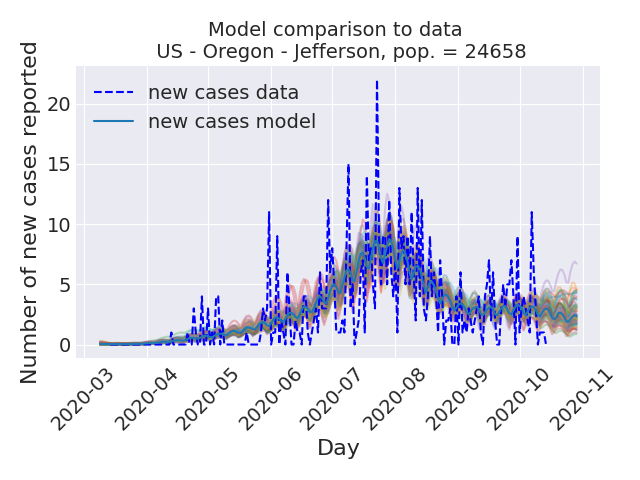 Model comparison to data
US - Oregon - Jefferson, pop. = 24658
Number of new cases reported
20
15
10
5
0
new cases data
new cases model
2020-03
2020-04
2020-05
2020-06
2020-07
2020-08
2020-09
2020-10
2020-11
Day